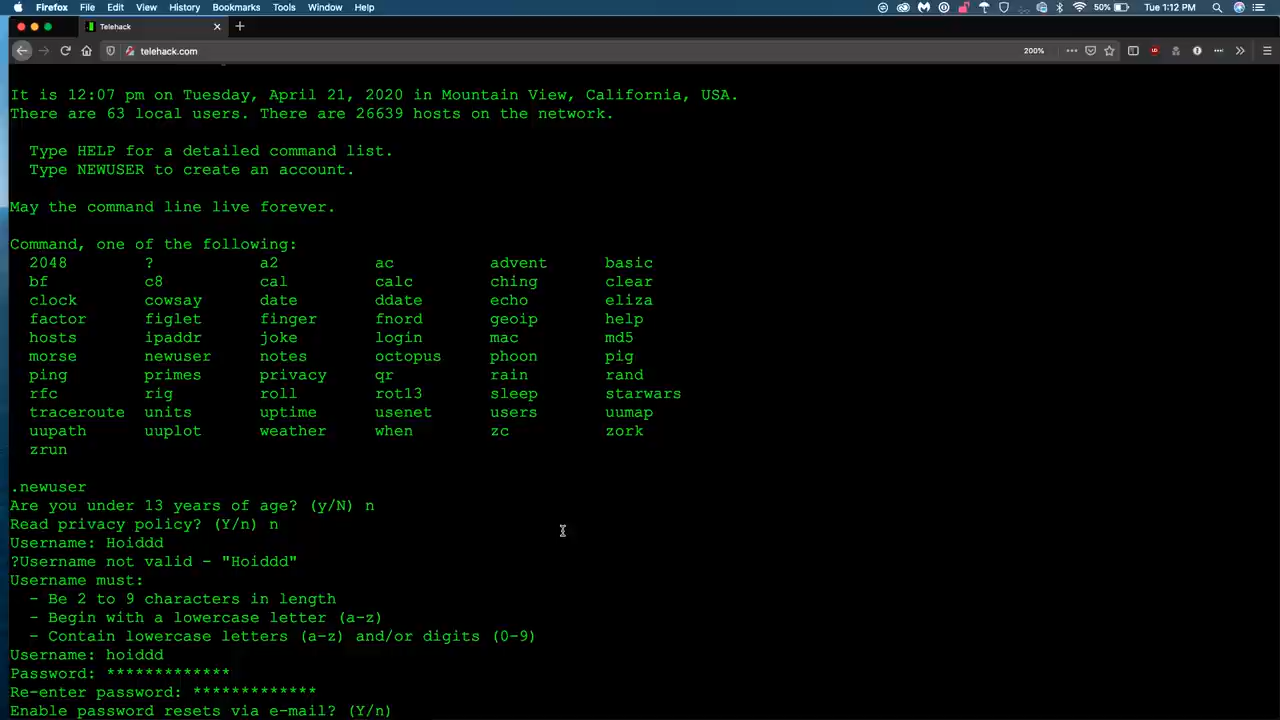 Firefox File Edit View History Bookmarks Tools Window Help 50% Tue 1:12 PM
Telehack
telehack.com 200%
It is 12:07 pm on Tuesday, April 21, 2020 in Mountain View, California, USA.
There are 63 local users. There are 26639 hosts on the network.
Type HELP for a detailed command list.
Type NEWUSER to create an account.
May the command line live forever.
Command, one of the following:
2048 ? a2 ac advent basic
bf c8 cal calc ching clear
clock cowsay date ddate echo eliza
factor figlet finger fnord geoip help
hosts ipaddr joke login mac md5
morse newuser notes octopus phoon pig
ping primes privacy qr rain rand
rfc rig roll rot13 sleep starwars
traceroute units uptime usenet users uumap
uupath uuplot weather when zc zork
zrun
.newuser
Are you under 13 years of age? (y/N) n
Read privacy policy? (Y/n) n
Username: Hoiddd
?Username not valid - "Hoiddd"
Username must:
- Be 2 to 9 characters in length
- Begin with a lowercase letter (a-z)
- Contain lowercase letters (a-z) and/or digits (0-9)
Username: hoiddd
Password: *************
Re-enter password: *************
Enable password resets via e-mail? (Y/n)